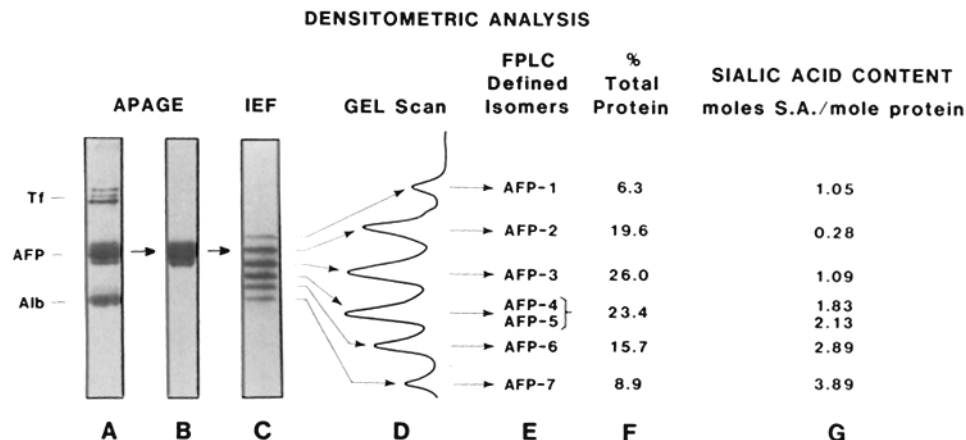 DENSITOMETRIC ANALYSIS
APAGE
IEF
GEL Scan
FPLC
Defined
Isomers
%
Total
Protein
SIALIC ACID CONTENT
moles S.A./mole protein
Tf
AFP
Alb
AFP-1 6.3 1.05
AFP-2 19.6 0.28
AFP-3 26.0 1.09
AFP-4 1.83
23.4
AFP-5 2.13
AFP-6 15.7 2.89
AFP-7 8.9 3.89
A B C D E F G